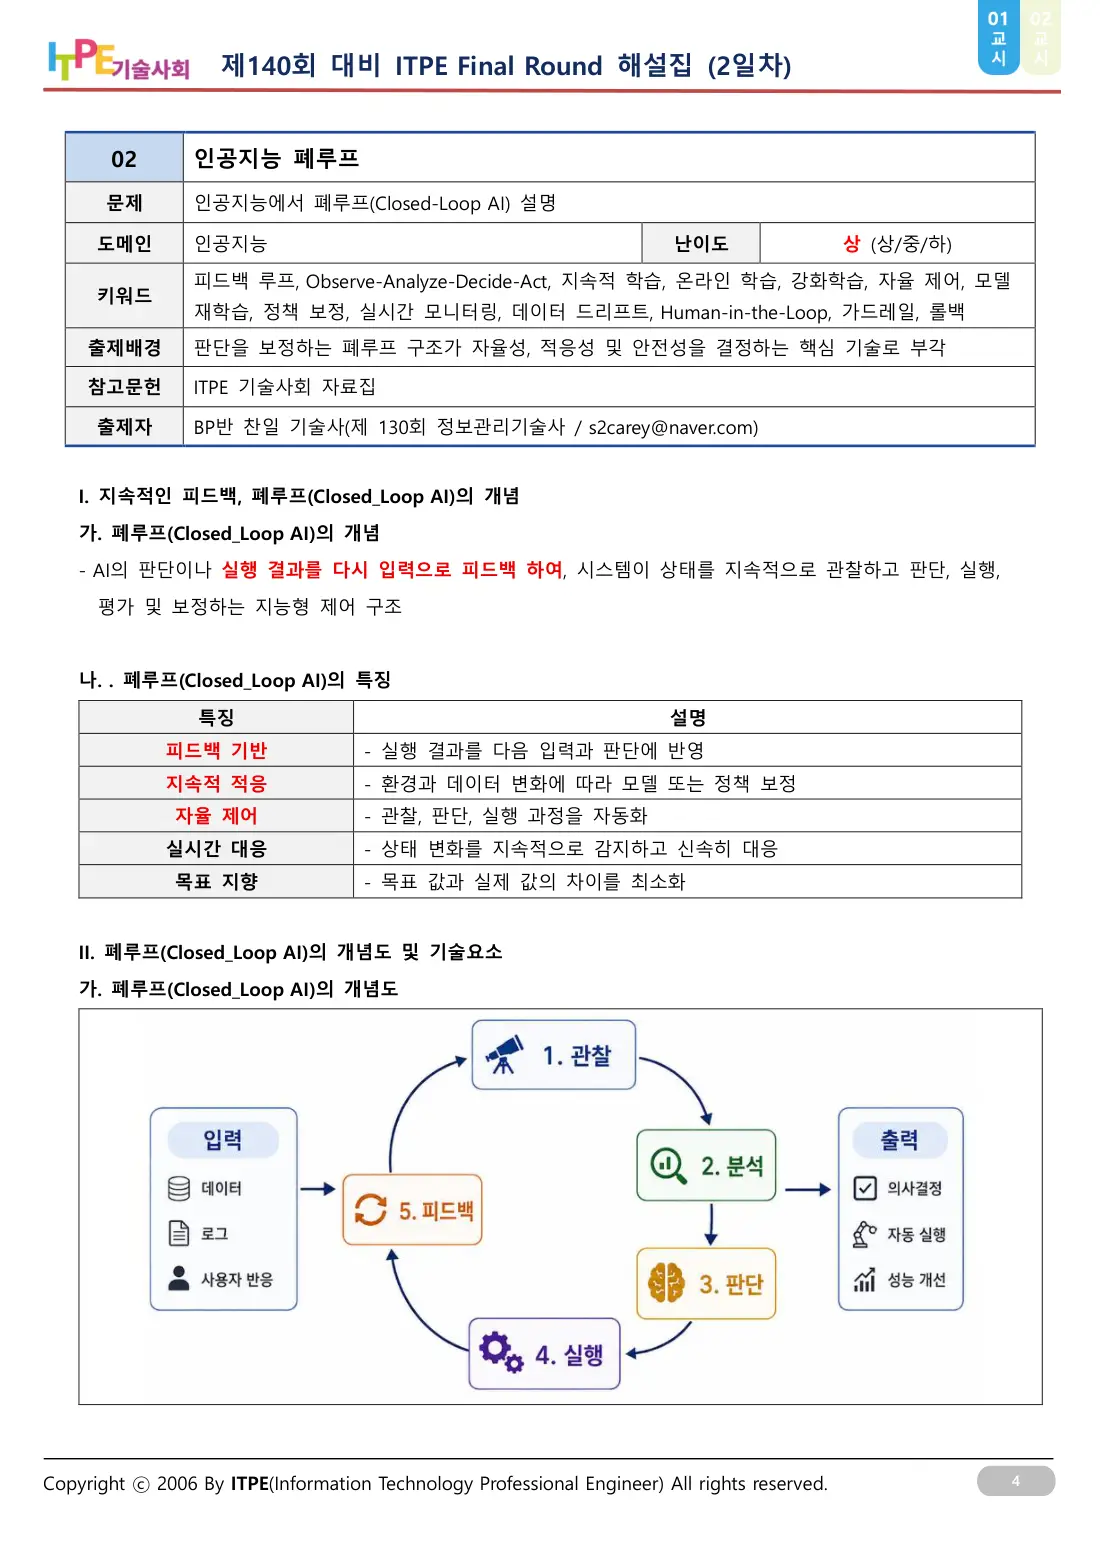 01
교
시
02
교
시
ITPE기술사회 제140회 대비 ITPE Final Round 해설집 (2일차)
02 인공지능 폐루프
문제 인공지능에서 폐루프(Closed-Loop AI) 설명
도메인 인공지능 난이도 상 (상/중/하)
키워드 피드백 루프, Observe-Analyze-Decide-Act, 지속적 학습, 온라인 학습, 강화학습, 자율 제어, 모델
재학습, 정책 보정, 실시간 모니터링, 데이터 드리프트, Human-in-the-Loop, 가드레일, 롤백
출제배경 판단을 보정하는 폐루프 구조가 자율성, 적응성 및 안전성을 결정하는 핵심 기술로 부각
참고문헌 ITPE 기술사회 자료집
출제자 BP반 찬일 기술사(제 130회 정보관리기술사 / s2carey@naver.com)
I. 지속적인 피드백, 폐루프(Closed_Loop AI)의 개념
가. 폐루프(Closed_Loop AI)의 개념
- AI의 판단이나 실행 결과를 다시 입력으로 피드백 하여, 시스템이 상태를 지속적으로 관찰하고 판단, 실행,
평가 및 보정하는 지능형 제어 구조
나. . 폐루프(Closed_Loop AI)의 특징
특징 설명
피드백 기반 - 실행 결과를 다음 입력과 판단에 반영
지속적 적응 - 환경과 데이터 변화에 따라 모델 또는 정책 보정
자율 제어 - 관찰, 판단, 실행 과정을 자동화
실시간 대응 - 상태 변화를 지속적으로 감지하고 신속히 대응
목표 지향 - 목표 값과 실제 값의 차이를 최소화
II. 폐루프(Closed_Loop AI)의 개념도 및 기술요소
가. 폐루프(Closed_Loop AI)의 개념도
입력
데이터
로그
사용자 반응
1. 관찰
2. 분석
3. 판단
4. 실행
5. 피드백
출력
의사결정
자동 실행
성능 개선
Copyright ⓒ 2006 By ITPE(Information Technology Professional Engineer) All rights reserved.
4